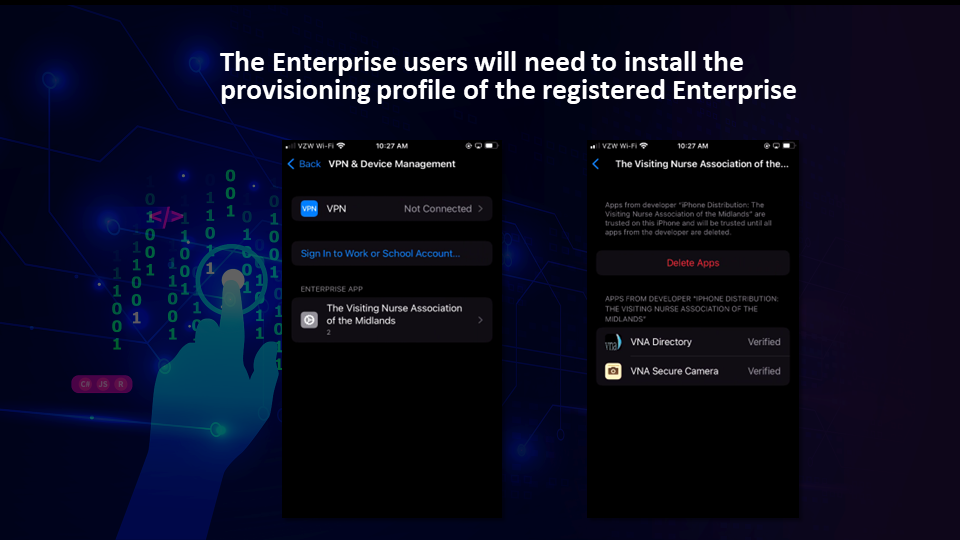 The Enterprise users will need to install the
provisioning profile of the registered Enterprise
VZW Wi-Fi 10:27 AM
Back VPN & Device Management
VPN VPN Not Connected
Sign In to Work or School Account...
ENTERPRISE APP
The Visiting Nurse Association
of the Midlands
2
VZW Wi-Fi 10:27 AM
The Visiting Nurse Association of the...
Apps from developer "iPhone Distribution: The
Visiting Nurse Association of the Midlands" are
trusted on this iPhone and will be trusted until all
apps from the developer are deleted.
Delete Apps
APPS FROM DEVELOPER "IPHONE DISTRIBUTION:
THE VISITING NURSE ASSOCIATION OF THE
MIDLANDS"
vna VNA Directory Verified
VNA Secure Camera Verified
</>
C# JS R